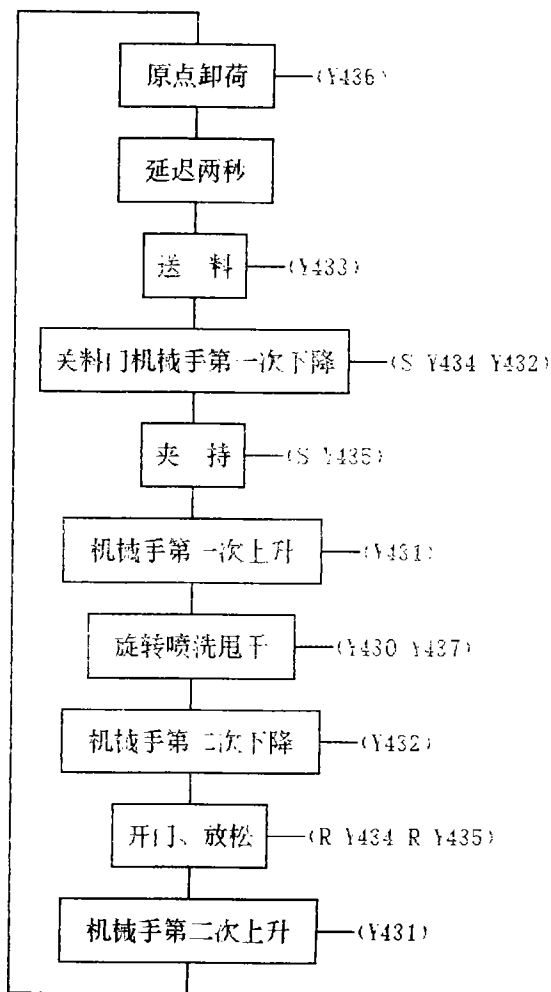 原点卸荷 (Y436)
延迟两秒
送 料 (Y433)
关料门机械手第一次下降 (S Y434 Y432)
夹 持 (S Y435)
机械手第一次上升 (Y431)
旋转喷洗甩干 (Y430 Y437)
机械手第二次下降 (Y432)
开门、放松 (R Y434 R Y435)
机械手第二次上升 (Y431)